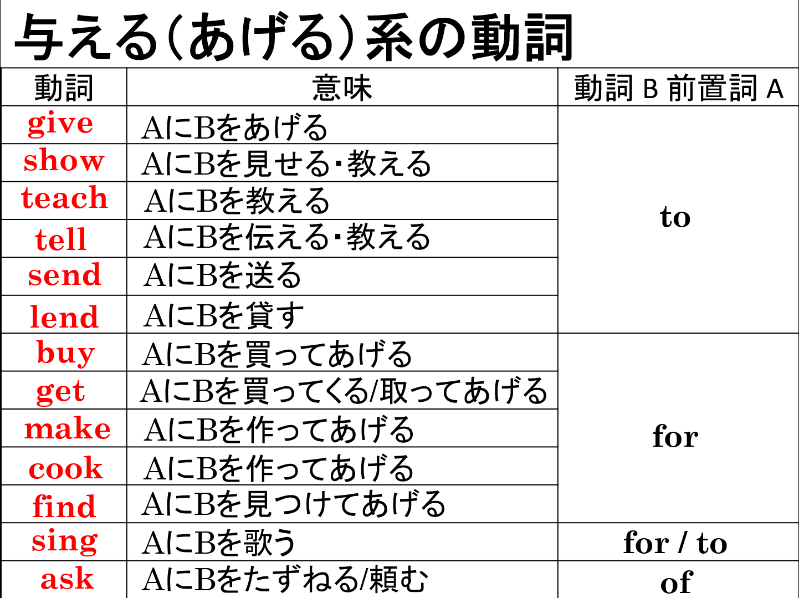 与える（あげる）系の動詞
動詞 意味 動詞 B 前置詞 A
give AにBをあげる
show AにBを見せる・教える
teach AにBを教える
to
tell AにBを伝える・教える
send AにBを送る
lend AにBを貸す
buy AにBを買ってあげる
get AにBを買ってくる/取ってあげる
make AにBを作ってあげる
for
cook AにBを作ってあげる
find AにBを見つけてあげる
sing AにBを歌う for / to
ask AにBをたずねる/頼む of